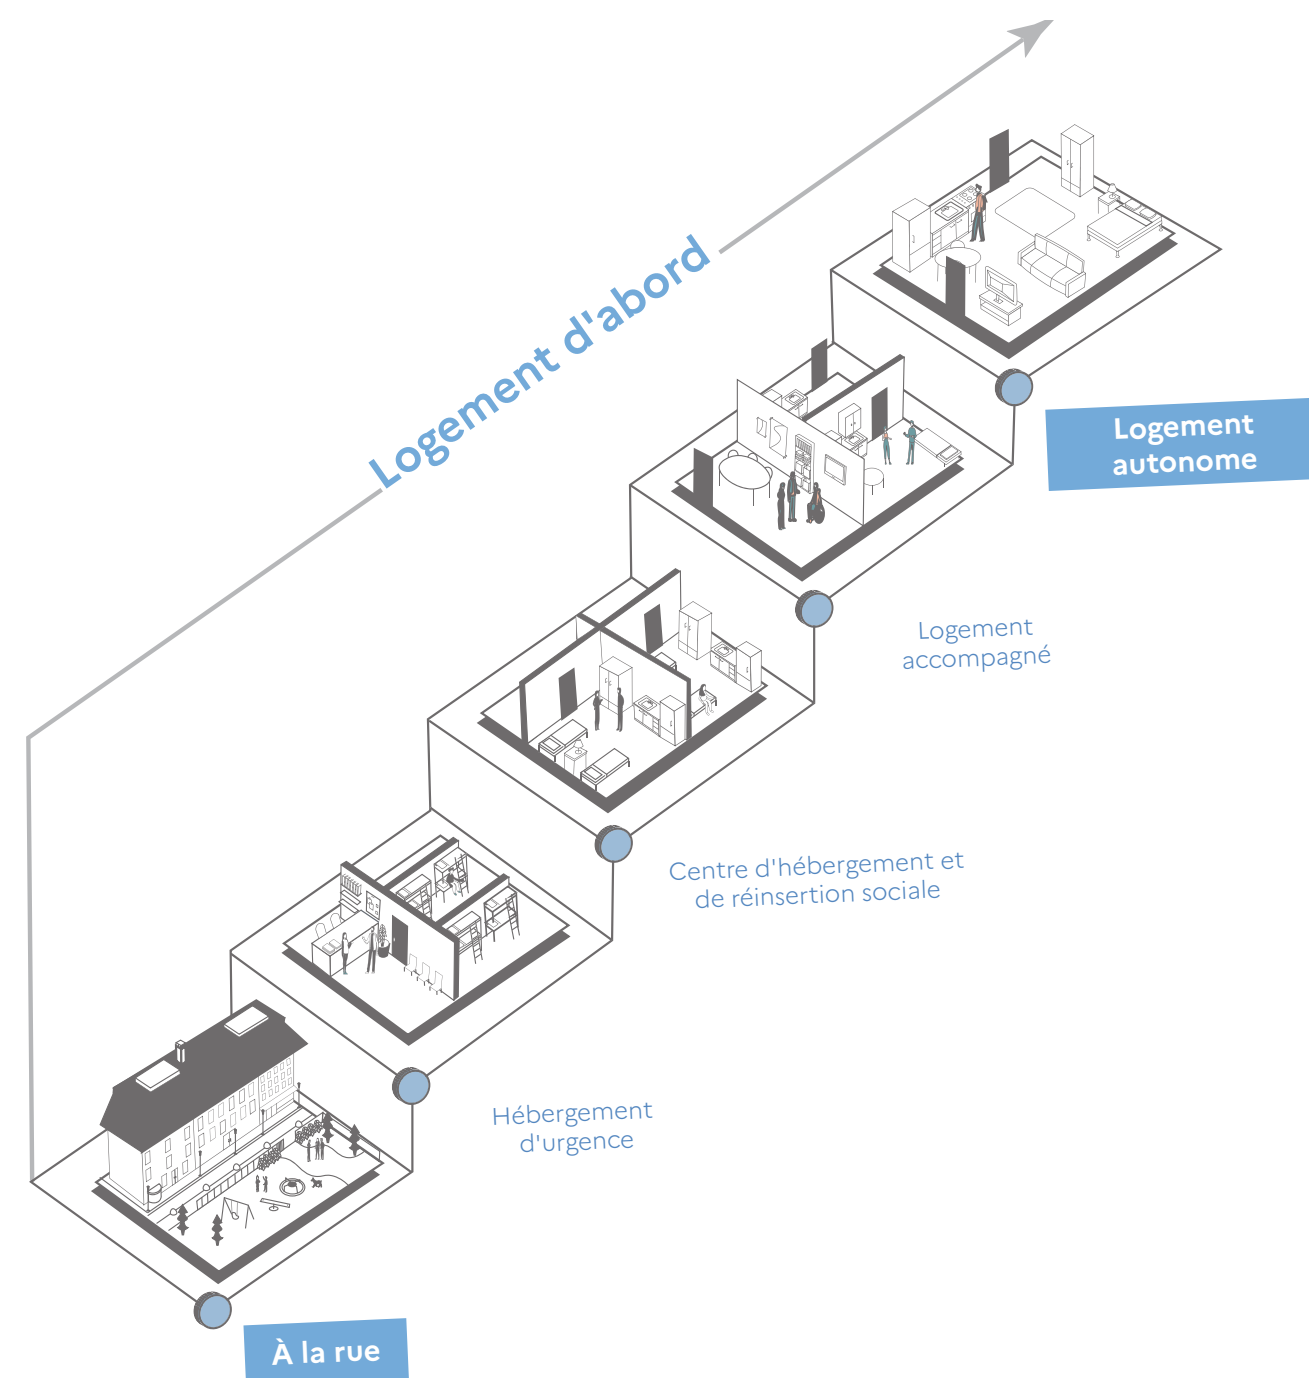 Logement d'abord
Logement
autonome
Logement
accompagné
Centre d'hébergement et
de réinsertion sociale
Hébergement
d'urgence
À la rue